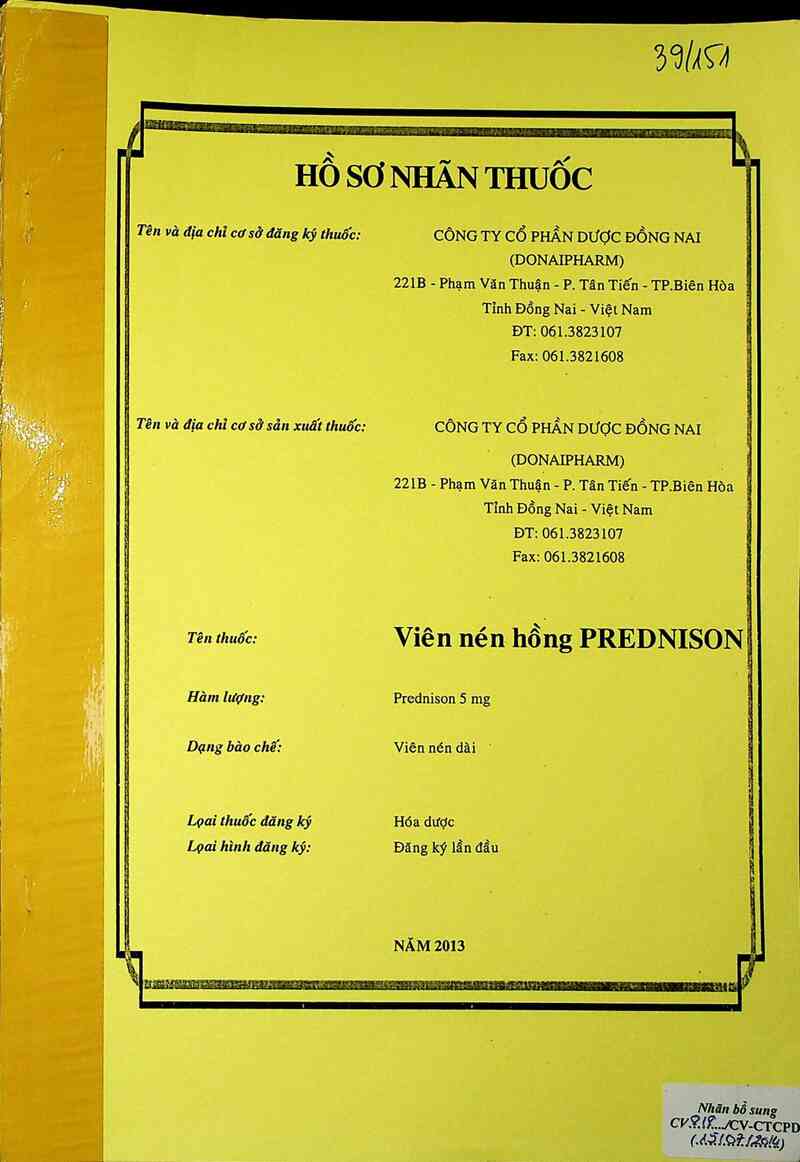 39/151
HỒ SƠ NHÃN THUỐC
Tên và địa chỉ cơ sở đăng ký thuốc: CÔNG TY CỔ PHẦN DƯỢC ĐỒNG NAI
(DONAIPHARM)
221B - Phạm Văn Thuận - P. Tân Tiến - TP.Biên Hòa
Tỉnh Đồng Nai - Việt Nam
ĐT: 061.3823107
Fax: 061.3821608
Tên và địa chỉ cơ sở sản xuất thuốc: CÔNG TY CỔ PHẦN DƯỢC ĐỒNG NAI
(DONAIPHARM)
221B - Phạm Văn Thuận - P. Tân Tiến - TP.Biên Hòa
Tỉnh Đồng Nai - Việt Nam
ĐT: 061.3823107
Fax: 061.3821608
Tên thuốc: Viên nén hồng PREDNISON
Hàm lượng: Prednison 5 mg
Dạng bào chế: Viên nén dài
Lọai thuốc đăng ký Hóa dược
Lọai hình đăng ký: Đăng ký lần đầu
NĂM 2013
Nhãn bổ sung
/CV-CTCPD